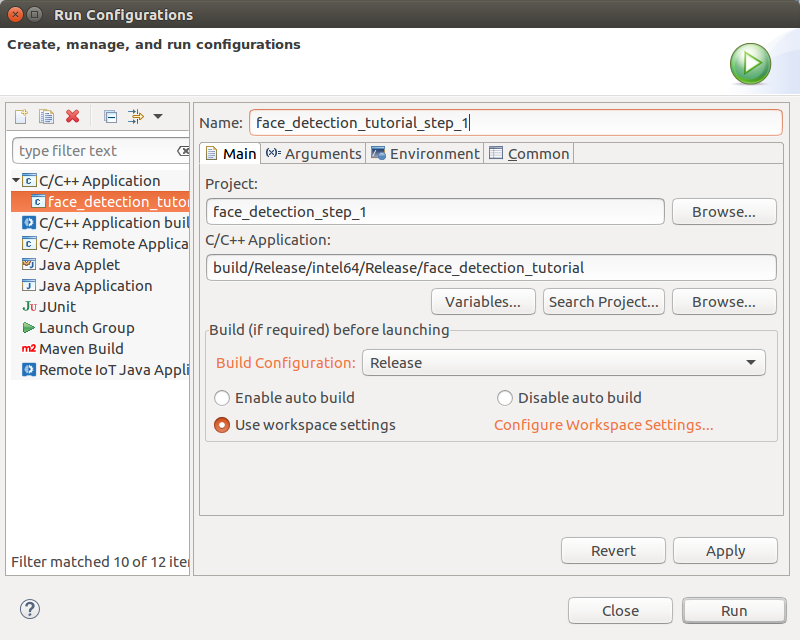 Run Configurations
Create, manage, and run configurations
type filter text
C/C++ Application
face_detection_tutor
C/C++ Application buil
C/C++ Remote Applica
Java Applet
Java Application
Ju JUnit
Launch Group
m2 Maven Build
Remote IoT Java Appli
Filter matched 10 of 12 iter
Name: face_detection_tutorial_step_1
Main (x)= Arguments Environment Common
Project:
face_detection_step_1 Browse...
C/C++ Application:
build/Release/intel64/Release/face_detection_tutorial
Variables... Search Project... Browse...
Build (if required) before launching
Build Configuration: Release
Enable auto build Disable auto build
Use workspace settings Configure Workspace Settings...
Revert Apply
? Close Run